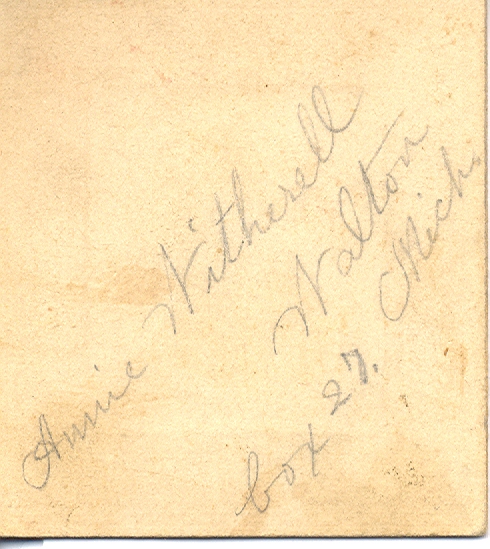 Annie Witherell
Walton
Mich.
box 27.